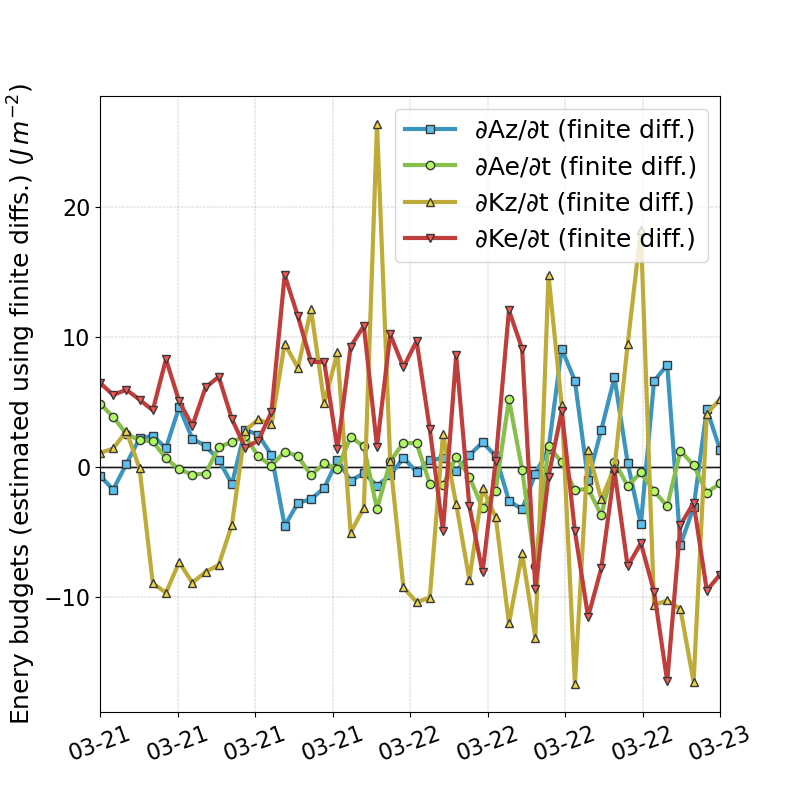 Enery budgets (estimated using finite diffs.) (J m⁻²)
20
10
0
−10
∂Az/∂t (finite diff.)
∂Ae/∂t (finite diff.)
∂Kz/∂t (finite diff.)
∂Ke/∂t (finite diff.)
03-21 03-21 03-21 03-21 03-22 03-22 03-22 03-22 03-23